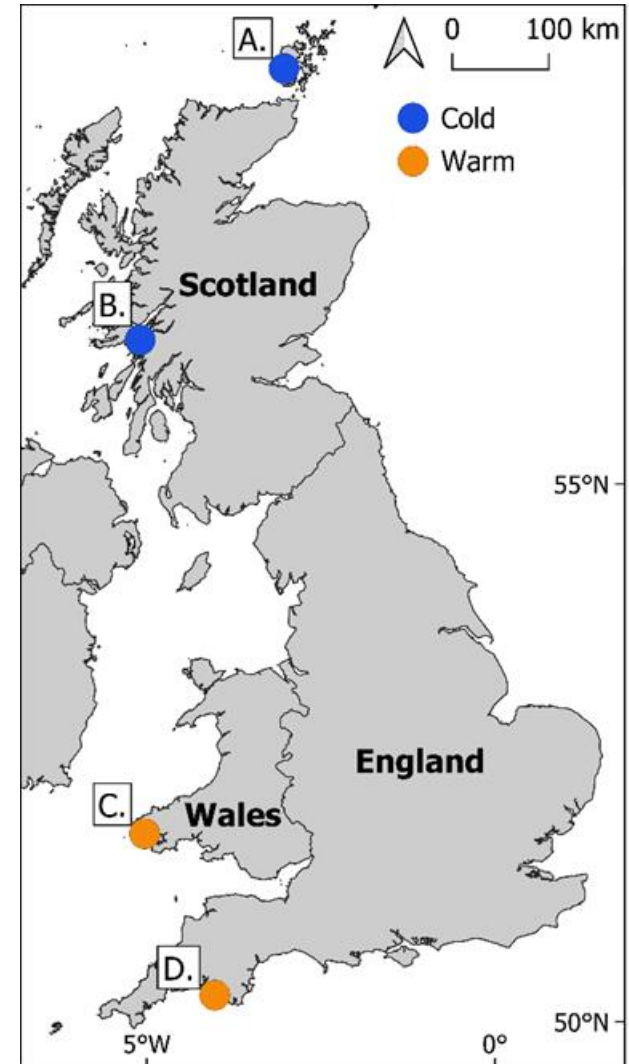 A.
0 100 km
Cold
Warm
Scotland
B.
55°N
England
C.
Wales
D.
50°N
5°W 0°